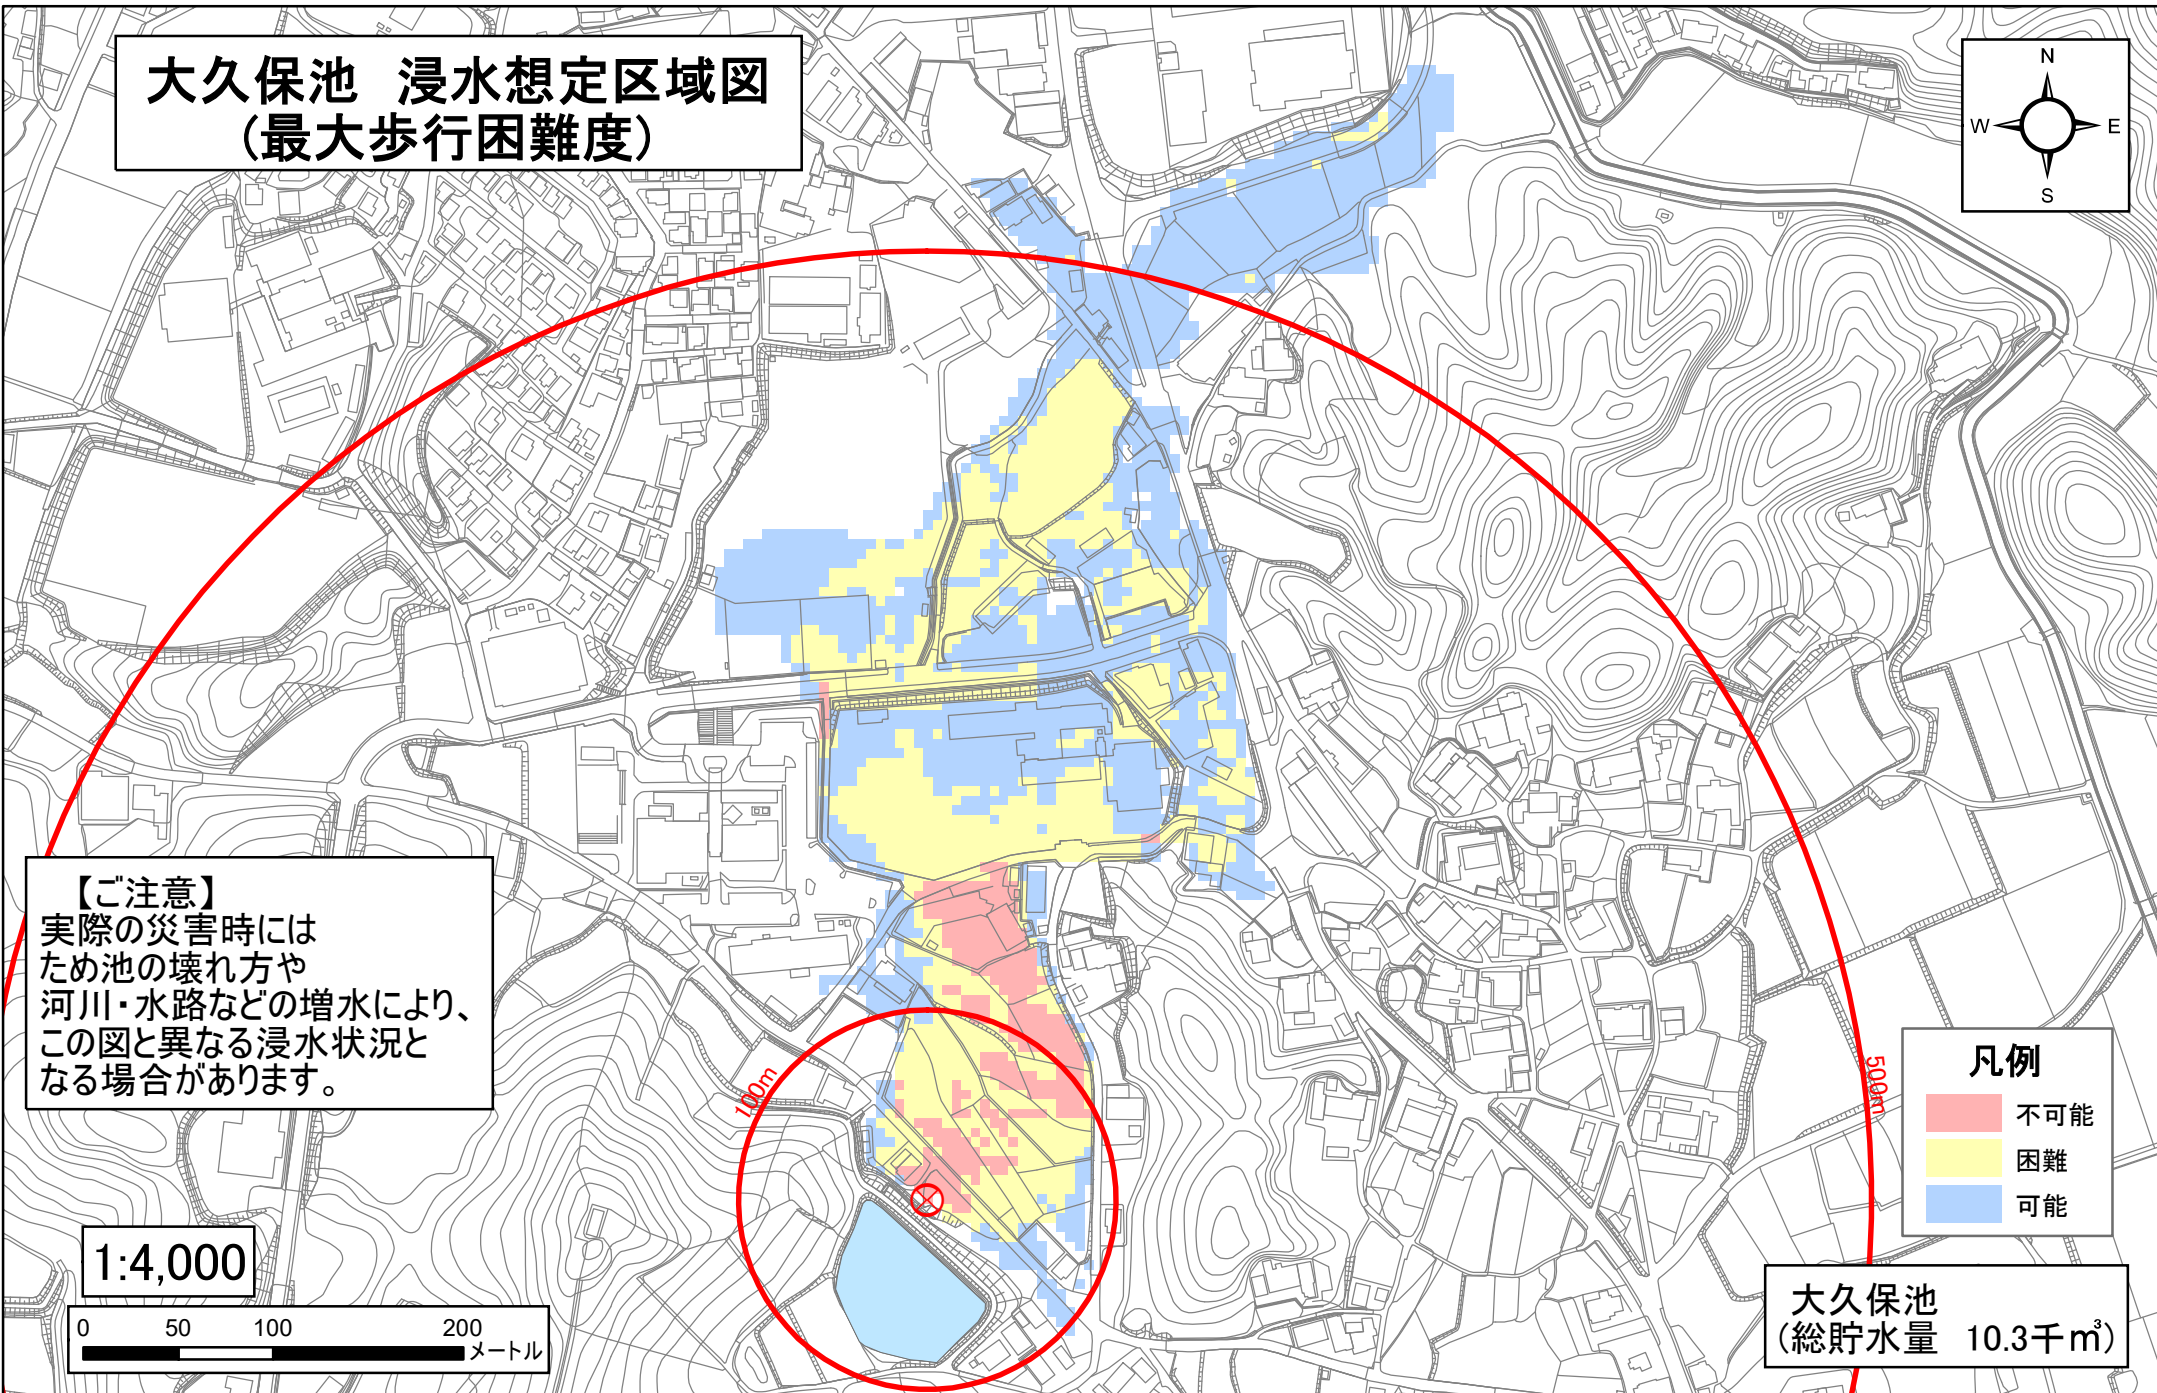 大久保池 浸水想定区域図
(最大歩行困難度)
N
W
E
S
【ご注意】
実際の災害時には
ため池の壊れ方や
河川・水路などの増水により、
この図と異なる浸水状況と
なる場合があります。
100m
500m
凡例
不可能
困難
可能
1:4,000
0 50 100 200
メートル
大久保池
(総貯水量 10.3千㎥)